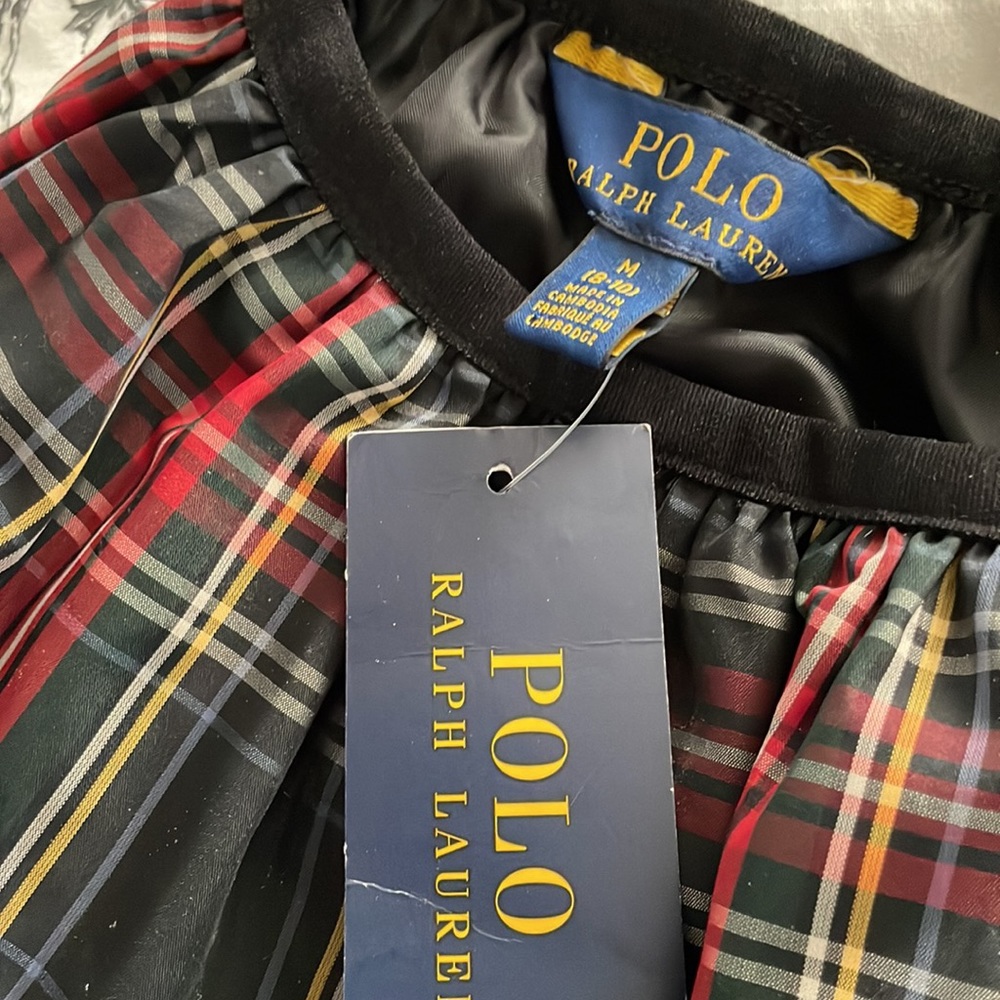 POLO
RALPH LAUREN
M
(8-10)
MADE IN
CAMBODIA
FABRIQUÉ AU
CAMBODGE
POLO
RALPH LAUREN